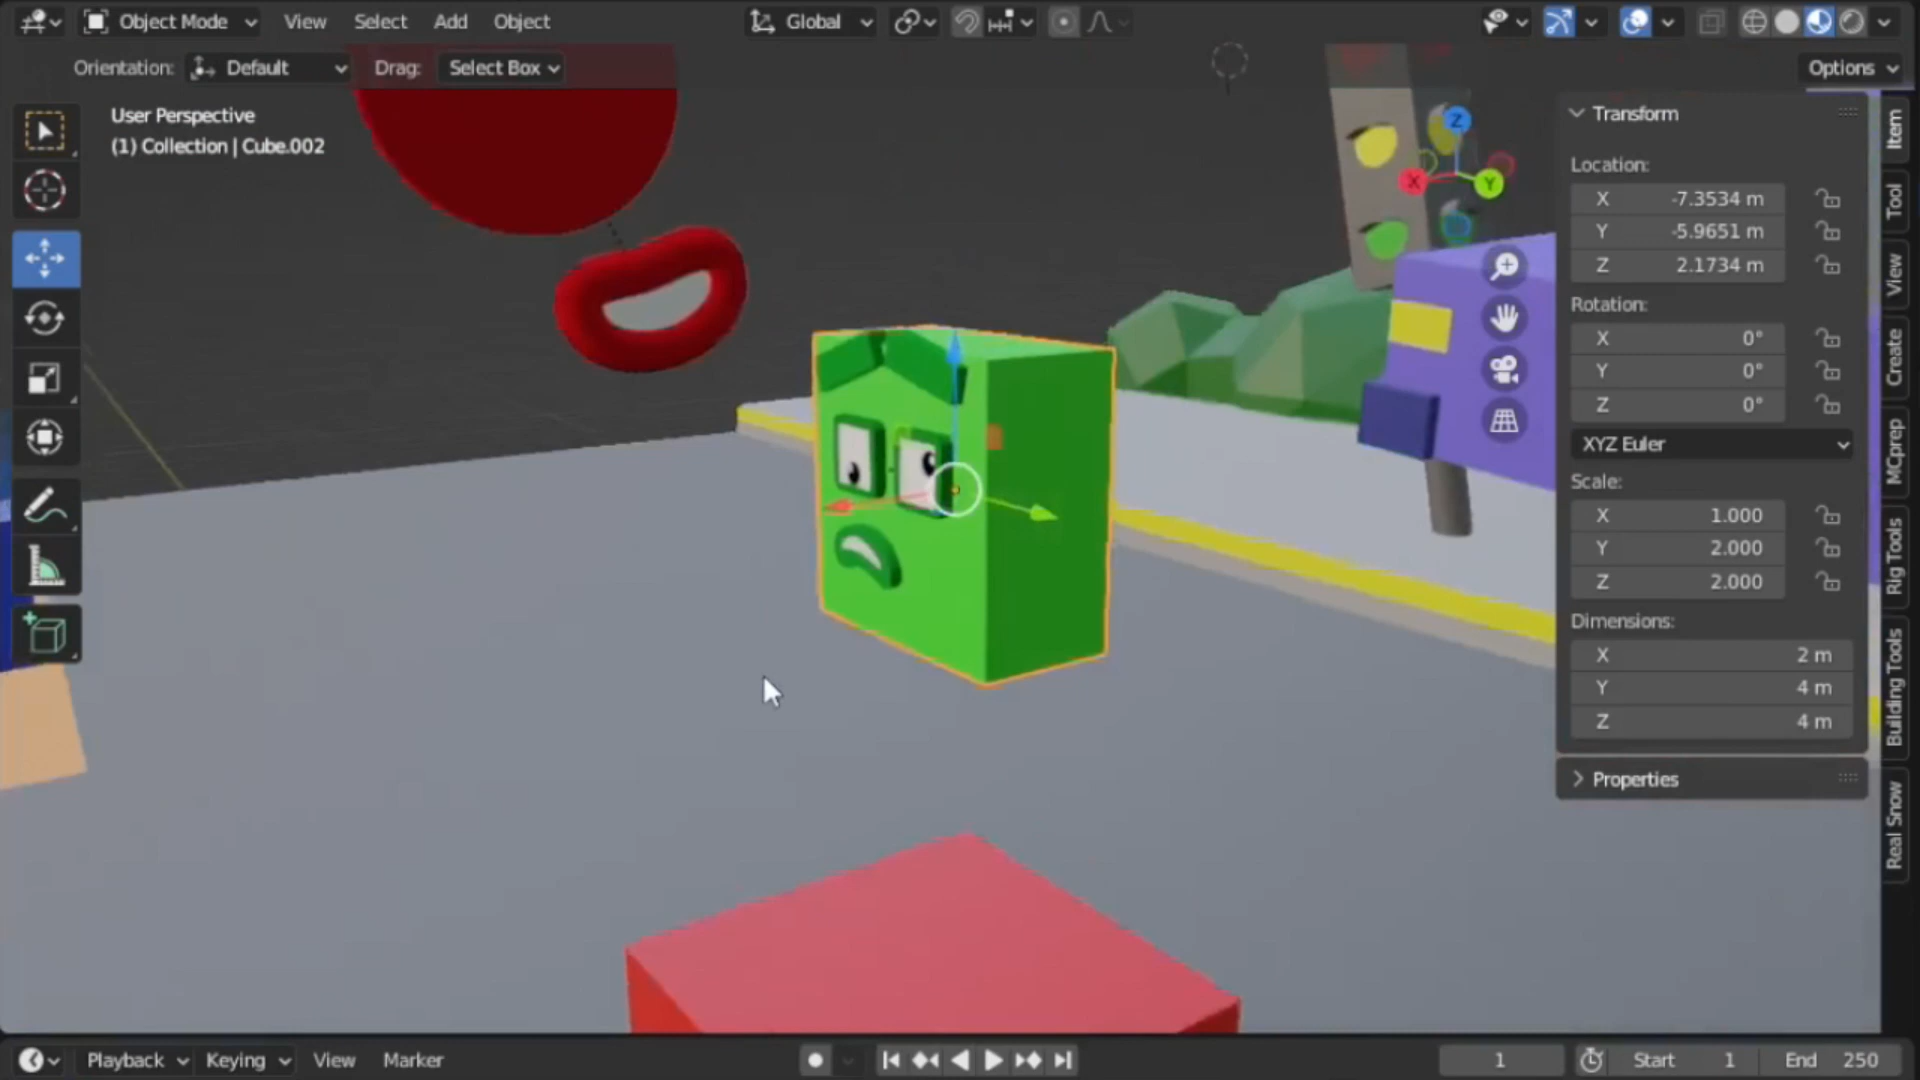 Object Mode View Select Add Object Global
Orientation: Default Drag: Select Box Options
User Perspective
(1) Collection | Cube.002
Z
X
Y
Transform
Location:
X -7.3534 m
Y -5.9651 m
Z 2.1734 m
Rotation:
X 0°
Y 0°
Z 0°
XYZ Euler
Scale:
X 1.000
Y 2.000
Z 2.000
Dimensions:
X 2 m
Y 4 m
Z 4 m
Properties
Item
Tool
View
Create
MCprep
Rig Tools
Building Tools
Real Snow
Playback Keying View Marker 1 Start 1 End 250